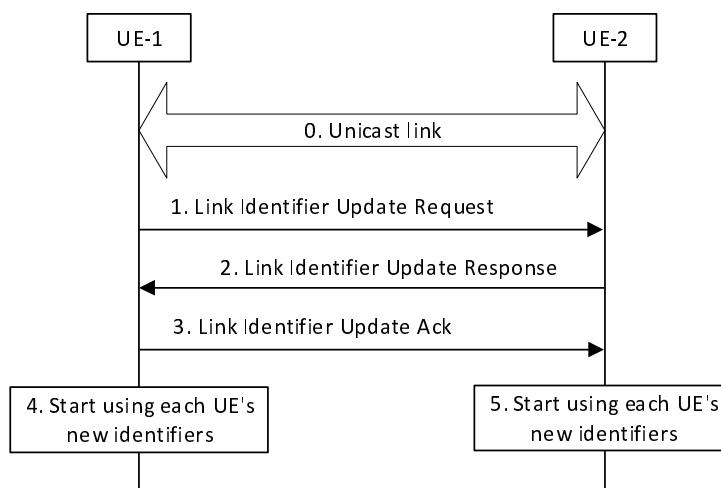 UE-1
UE-2
0. Unicast link
1. Link Identifier Update Request
2. Link Identifier Update Response
3. Link Identifier Update Ack
4. Start using each UE's
new identifiers
5. Start using each UE's
new identifiers